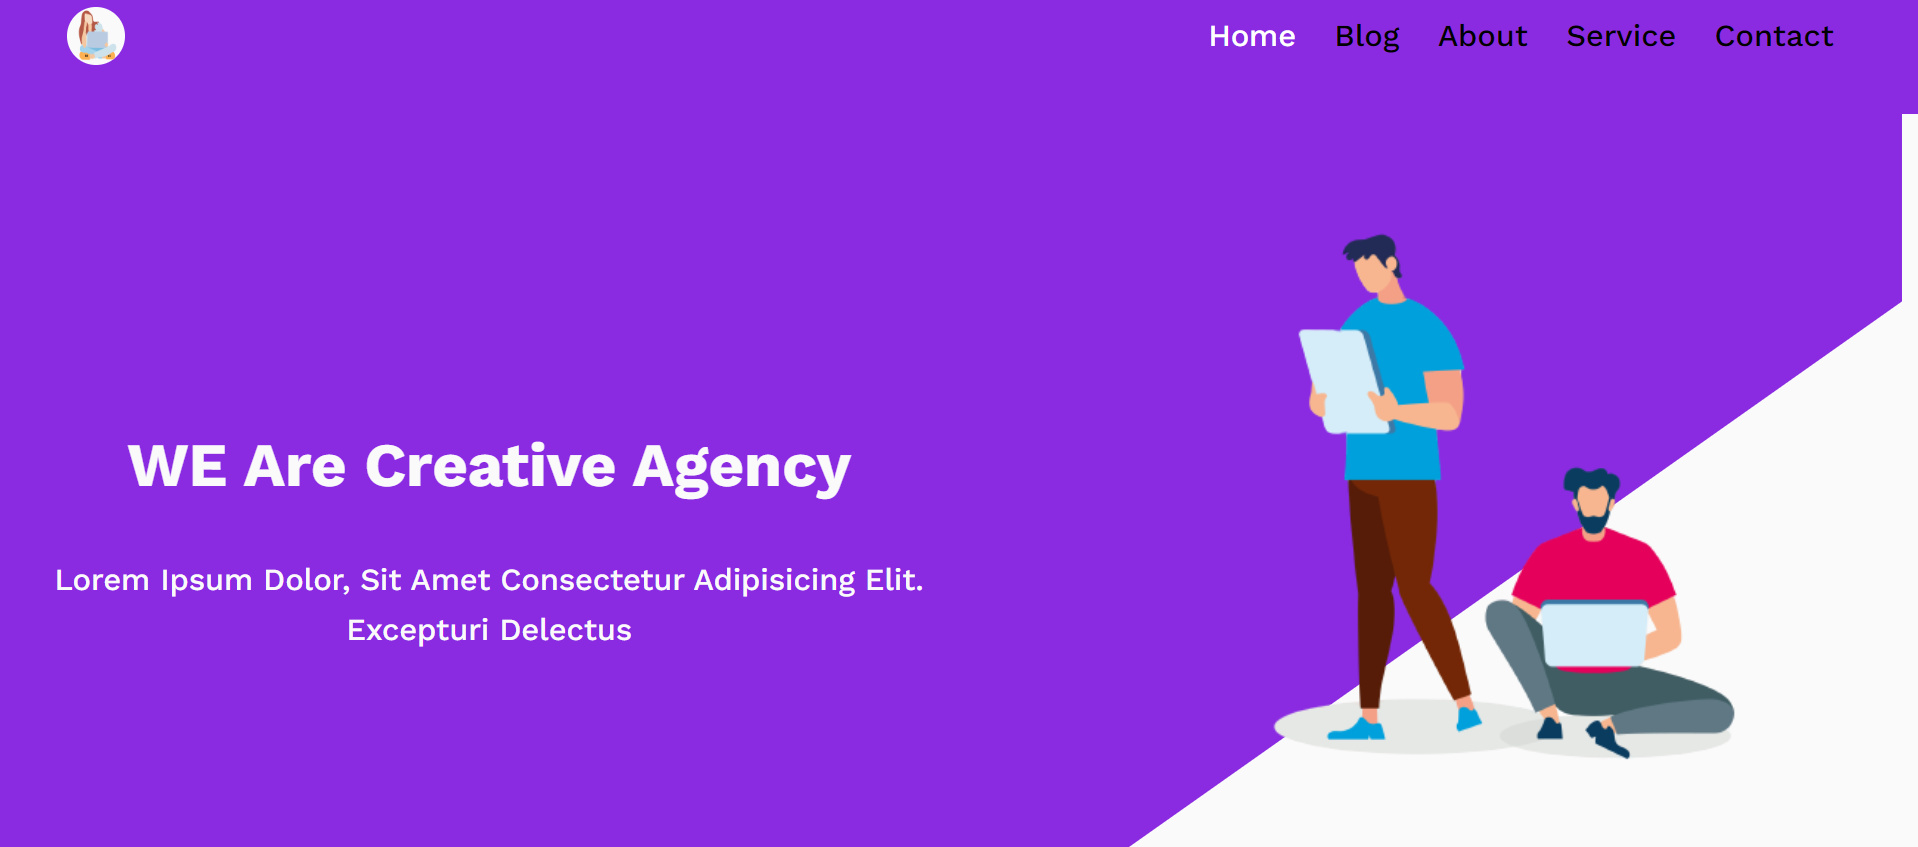 Home Blog About Service Contact
WE Are Creative Agency
Lorem Ipsum Dolor, Sit Amet Consectetur Adipisicing Elit.
Excepturi Delectus